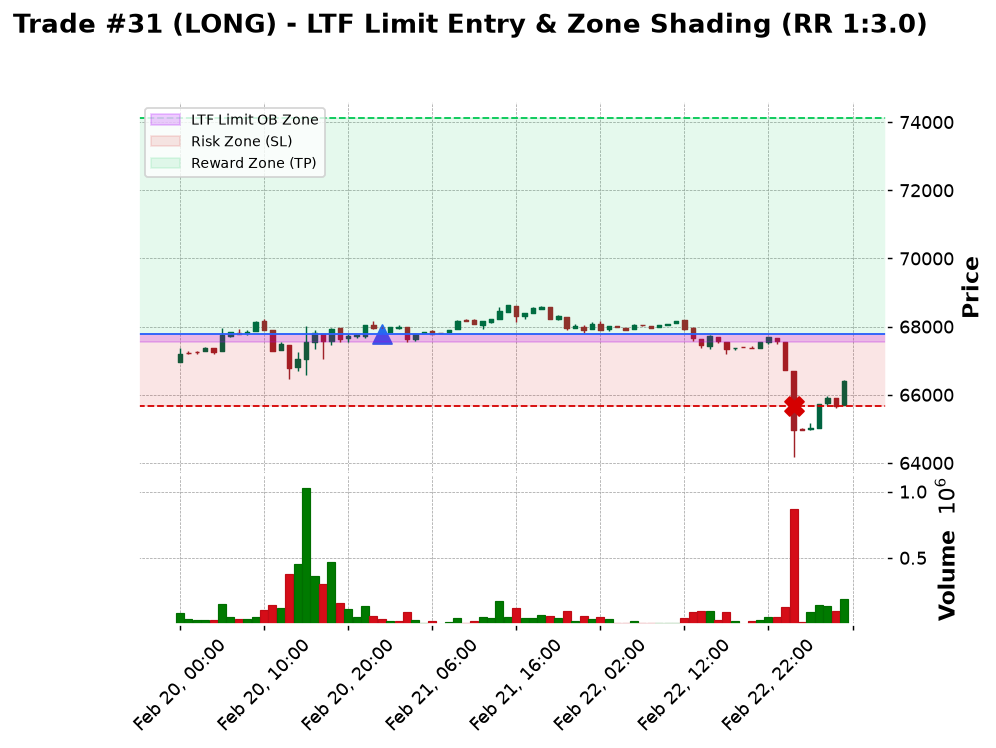 Trade #31 (LONG) - LTF Limit Entry & Zone Shading (RR 1:3.0)
LTF Limit OB Zone
Risk Zone (SL)
Reward Zone (TP)
74000
72000
70000
68000
66000
64000
Price
1.0
0.5
Volume 10^6
Feb 20, 00:00
Feb 20, 10:00
Feb 20, 20:00
Feb 21, 06:00
Feb 21, 16:00
Feb 22, 02:00
Feb 22, 12:00
Feb 22, 22:00